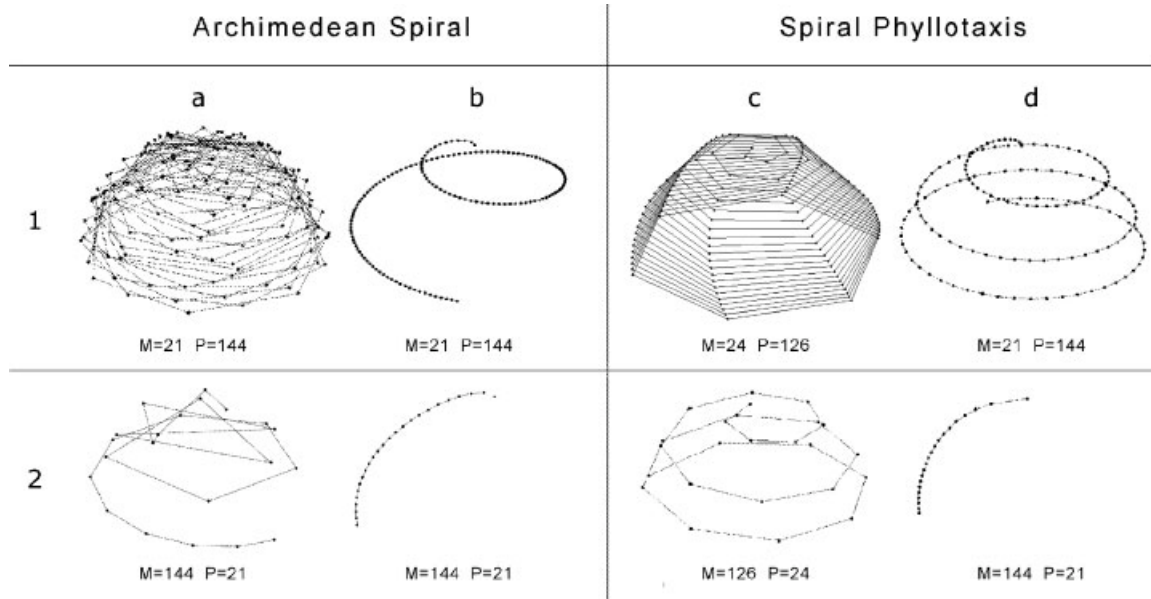 Archimedean Spiral Spiral Phyllotaxis
a b c d
1
M=21 P=144 M=21 P=144 M=24 P=126 M=21 P=144
2
M=144 P=21 M=144 P=21 M=126 P=24 M=144 P=21